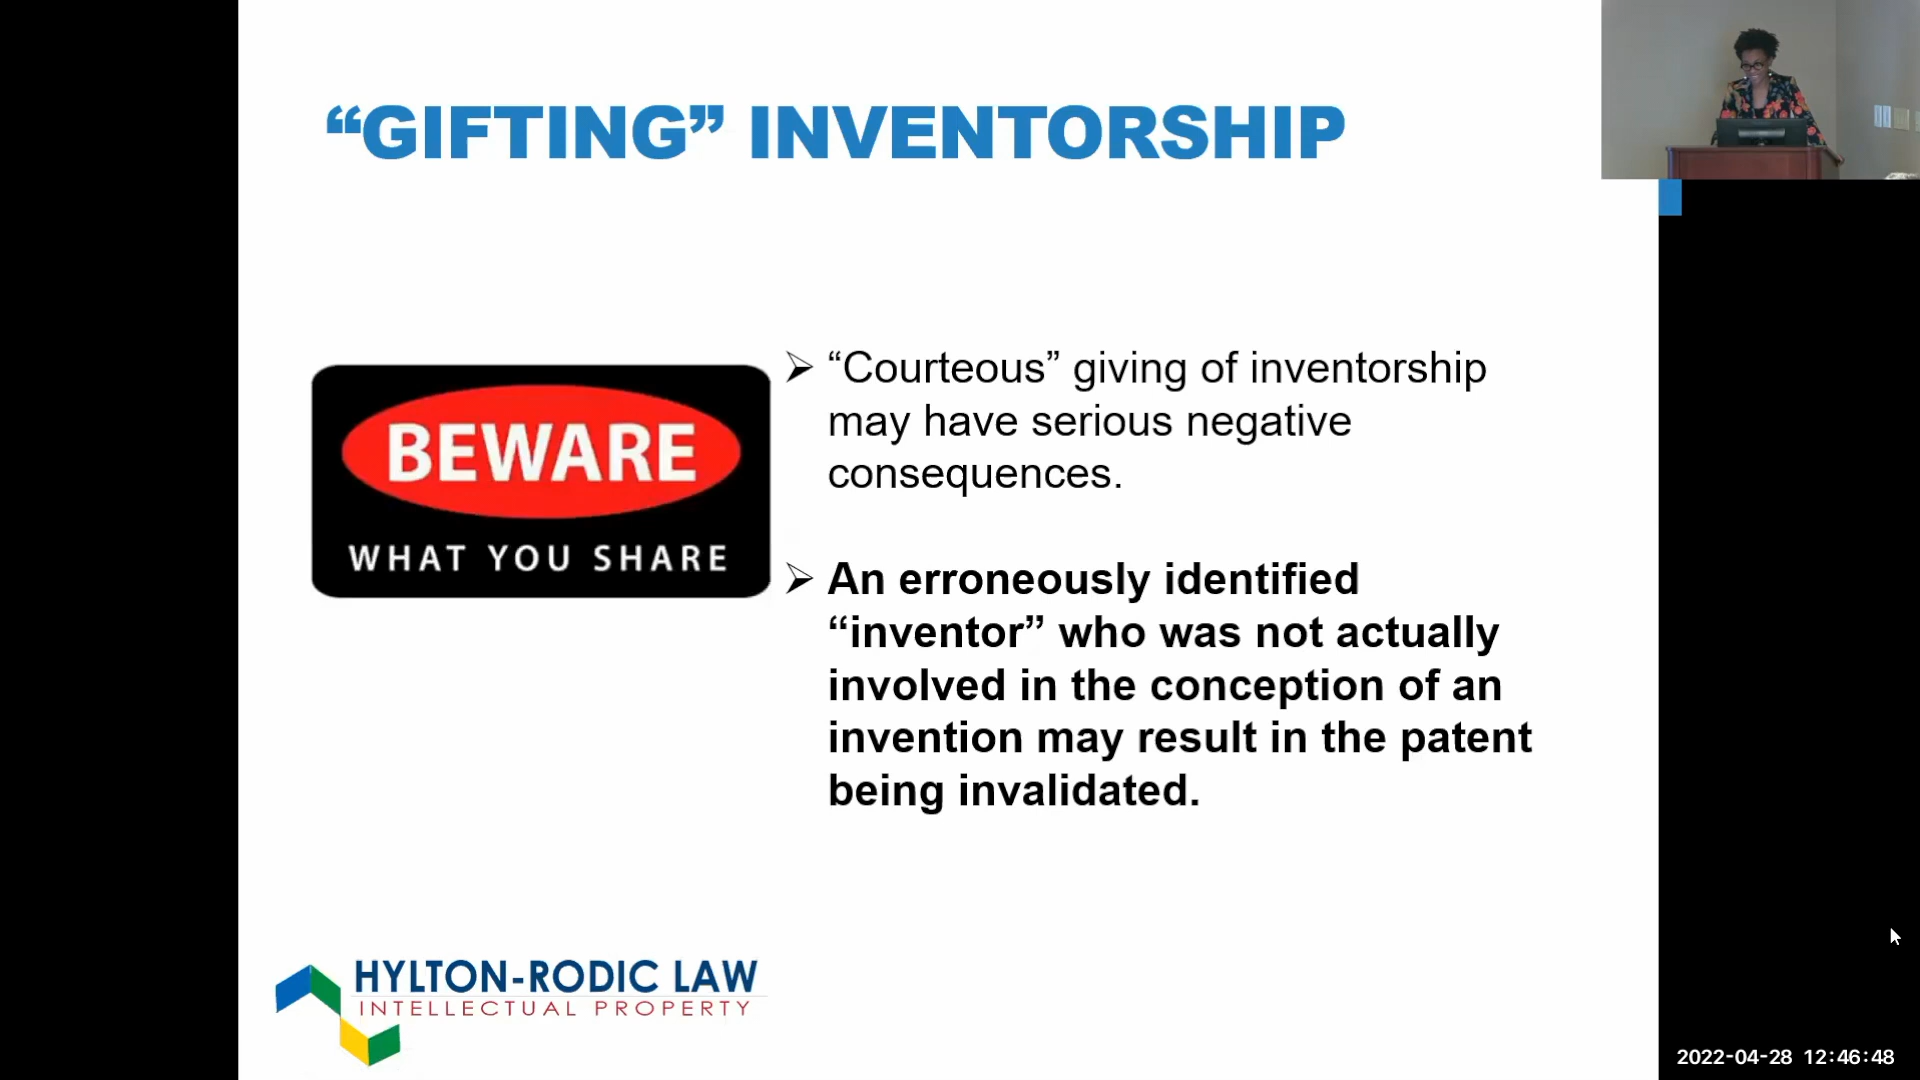 “GIFTING” INVENTORSHIP
BEWARE
WHAT YOU SHARE
➢ “Courteous” giving of inventorship
may have serious negative
consequences.
➢ An erroneously identified
“inventor” who was not actually
involved in the conception of an
invention may result in the patent
being invalidated.
HYLTON-RODIC LAW
INTELLECTUAL PROPERTY
2022-04-28 12:46:48